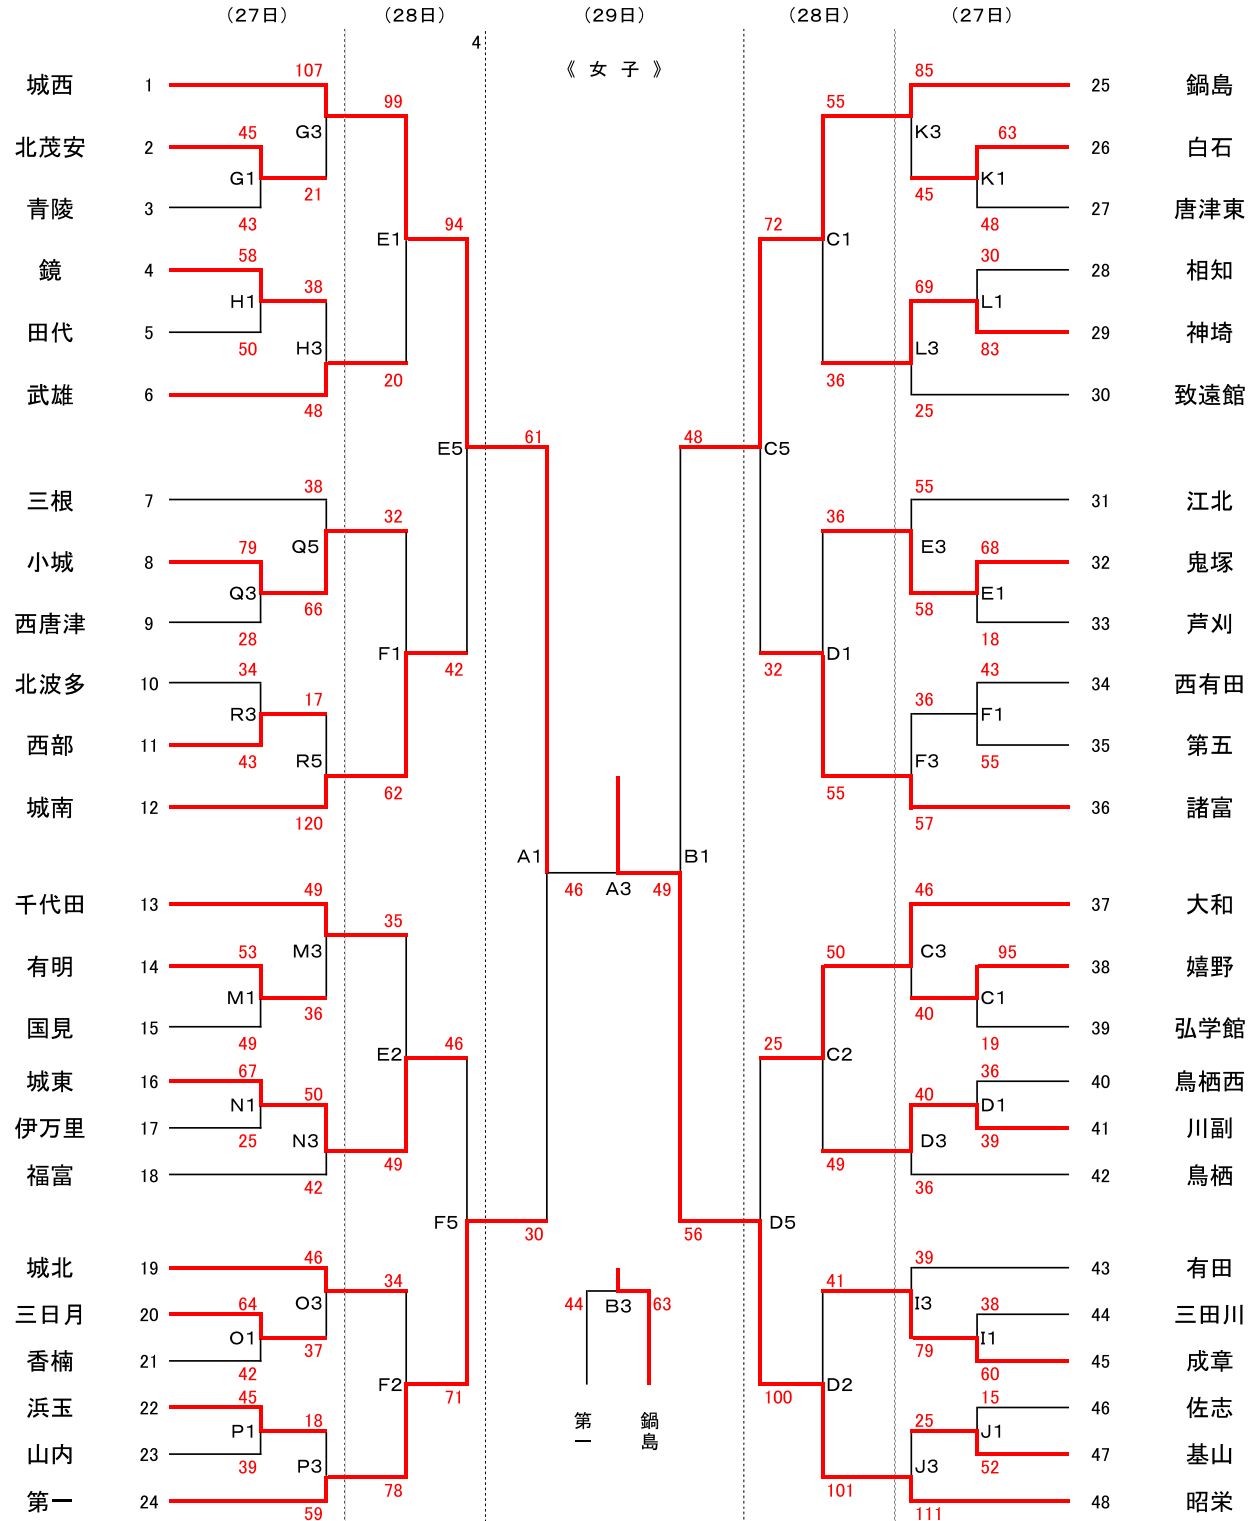 （27日） （28日） （29日） （28日） （27日）
4
《 女 子 》
城西 1 107 85 25 鍋島
99 55
G3 K3
北茂安 2 45 63 26 白石
G1 K1
21 45
青陵 3 43 48 27 唐津東
94 72
E1 C1
鏡 4 58 30 28 相知
38 69
H1 L1
田代 5 50 83 29 神埼
H3 L3
20 36
武雄 6 48 25 30 致遠館
61 48
E5 C5
三根 7 38 55 31 江北
32 36
Q5 E3
小城 8 79 68 32 鬼塚
Q3 E1
66 58
西唐津 9 28 18 33 芦刈
F1 D1
42 32
北波多 10 34 43 34 西有田
17 36
R3 F1
西部 11 43 55 35 第五
R5 F3
62 55
城南 12 120 57 36 諸富
A1 B1
46 A3 49
千代田 13 49 46 37 大和
35
M3 C3
有明 14 53 50 95 38 嬉野
M1 C1
36 40
国見 15 49 19 39 弘学館
46 25
E2 C2
城東 16 67 36 40 鳥栖西
50 40
N1 D1
伊万里 17 25 39 41 川副
N3 D3
49 49
福富 18 42 36 42 鳥栖
F5 D5
30 56
城北 19 46 39 43 有田
34 41
O3 I3
44 B3 63
三日月 20 64 38 44 三田川
O1 I1
37 79
香楠 21 42 60 45 成章
F2 D2
71 100
浜玉 22 45 15 46 佐志
18 25
P1 J1
山内 23 39 52 47 基山
P3 J3
78 101
第一 24 59 111 48 昭栄
第一
鍋島